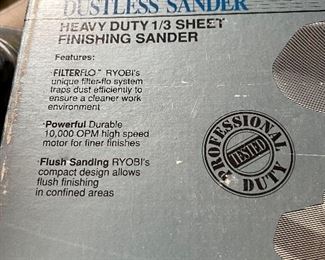 DUSTLESS SANDER
HEAVY DUTY 1/3 SHEET
FINISHING SANDER
Features:
•FILTERFLO™ RYOBI's
unique filter-flo system
traps dust efficiently to
ensure a cleaner work
environment
•Powerful Durable
10,000 OPM high speed
motor for finer finishes
•Flush Sanding RYOBI's
compact design allows
flush finishing
in confined areas
PROFESSIONAL
TESTED
DUTY